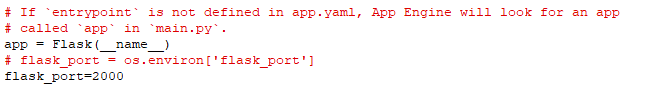 # If `entrypoint` is not defined in app.yaml, App Engine will look for an app
# called `app` in `main.py`.
app = Flask(__name__)
# flask_port = os.environ['flask_port']
flask_port=2000